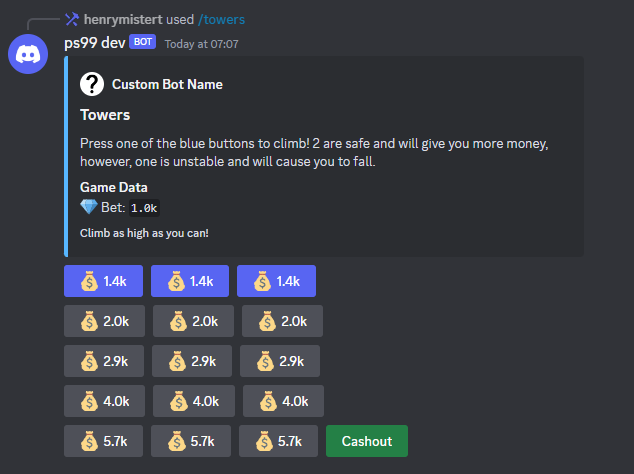 henrymistert used /towers
ps99 dev BOT Today at 07:07
? Custom Bot Name
Towers
Press one of the blue buttons to climb! 2 are safe and will give you more money,
however, one is unstable and will cause you to fall.
Game Data
💎 Bet: 1.0k
Climb as high as you can!
💰 1.4k 💰 1.4k 💰 1.4k
💰 2.0k 💰 2.0k 💰 2.0k
💰 2.9k 💰 2.9k 💰 2.9k
💰 4.0k 💰 4.0k 💰 4.0k
💰 5.7k 💰 5.7k 💰 5.7k Cashout